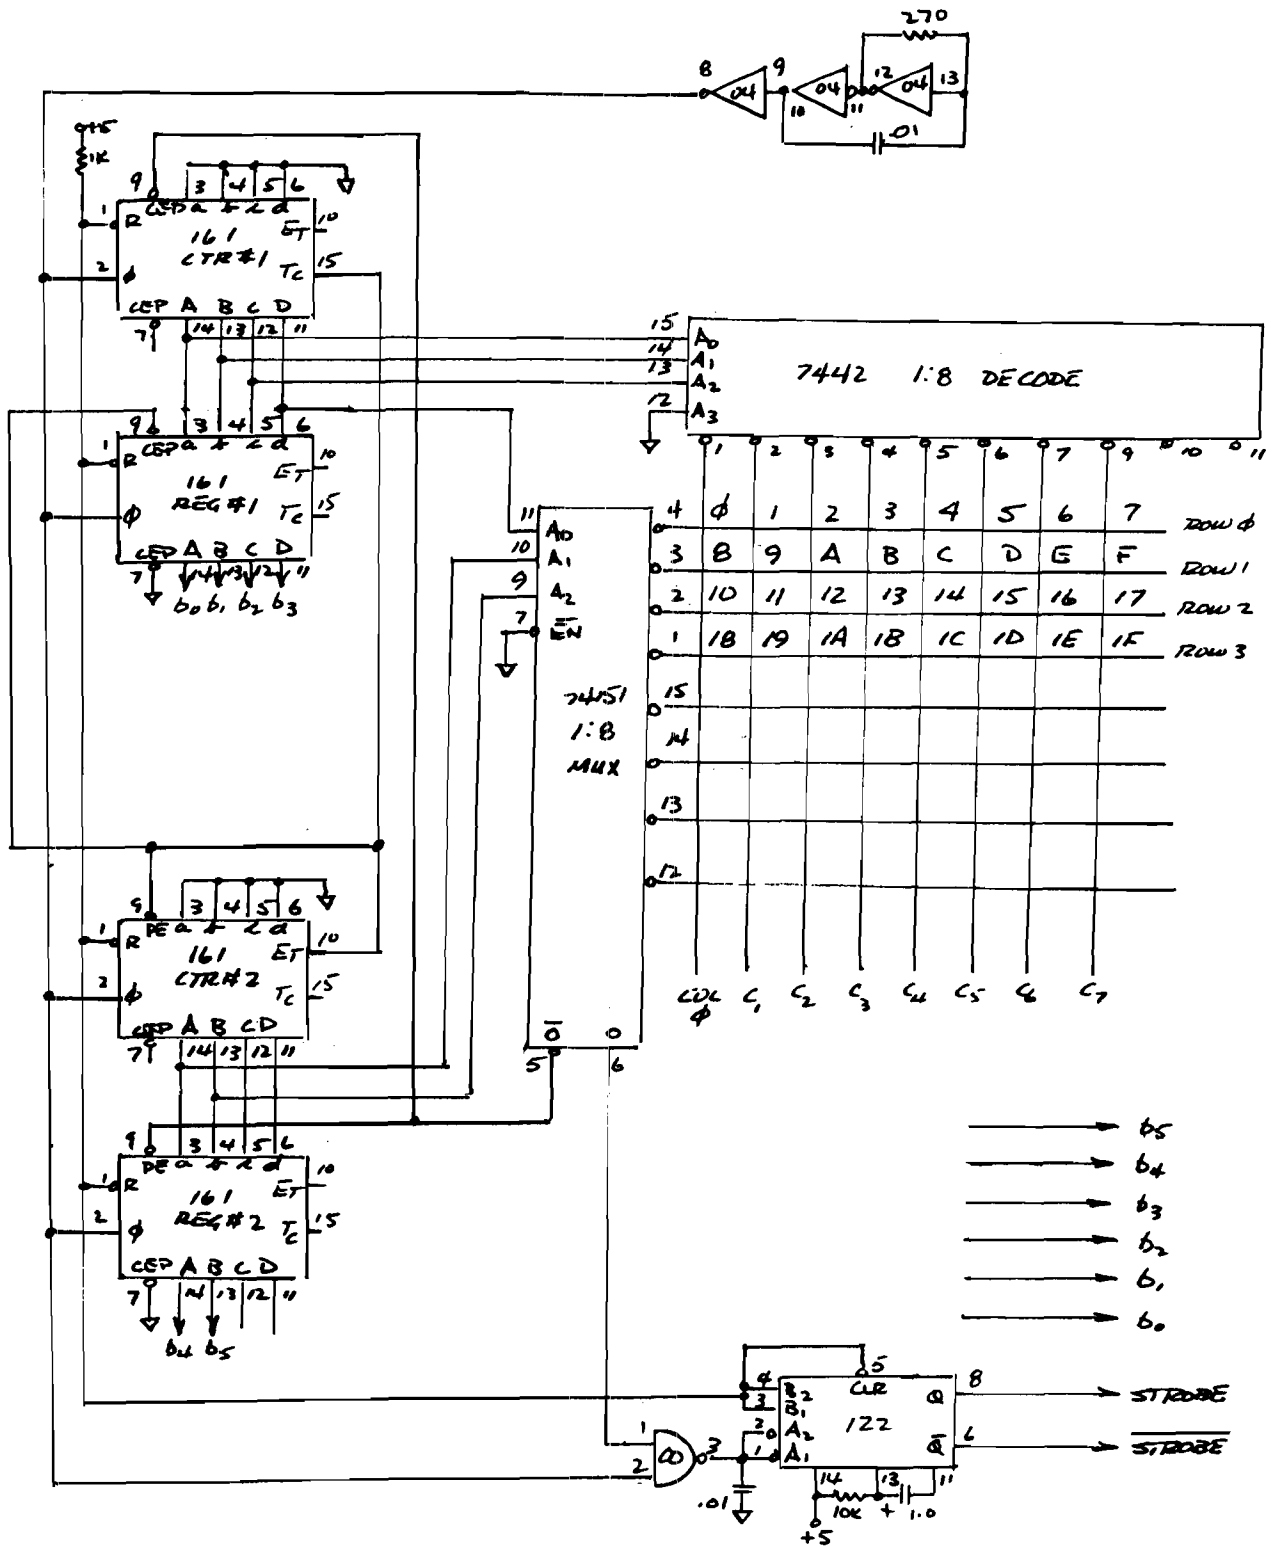 270
8
04
9
10
04
11
12
04
13
.01
+5
1K
9
3
4
5
6
CEP a b c d
1
R
161
CTR#1
ET
10
2
ϕ
TC
15
CEP A B C D
7
14
13
12
11
15
A0
14
A1
13
A2
12
A3
7442 1:8 DECODE
1
2
3
4
5
6
7
9
10
11
9
3
4
5
6
CEP a b c d
1
R
161
REG#1
ET
10
ϕ
TC
15
CEP A B C D
7
14
13
12
11
b0 b1 b2 b3
11
A0
10
A1
9
A2
7
EN
74151
1:8
MUX
4 ϕ 1 2 3 4 5 6 7 ROW ϕ
3 8 9 A B C D E F ROW 1
2 10 11 12 13 14 15 16 17 ROW 2
1 18 19 1A 1B 1C 1D 1E 1F ROW 3
15
14
13
12
O̅
O
5
6
COL ϕ C1 C2 C3 C4 C5 C6 C7
9
3
4
5
6
PE a b c d
1
R
161
CTR#2
ET
10
2
ϕ
TC
15
CEP A B C D
7
14
13
12
11
9
3
4
5
6
PE a b c d
1
R
161
REG#2
ET
10
2
ϕ
TC
15
CEP A B C D
7
14
13
12
11
b4 b5
b5
b4
b3
b2
b1
b0
1
2
00
3
.01
4
B2
3
B1
2
A2
1
A1
5
CLR
122
Q
8
STROBE
Q̅
6
STROBE
14
13
11
10K
+
1.0
+5